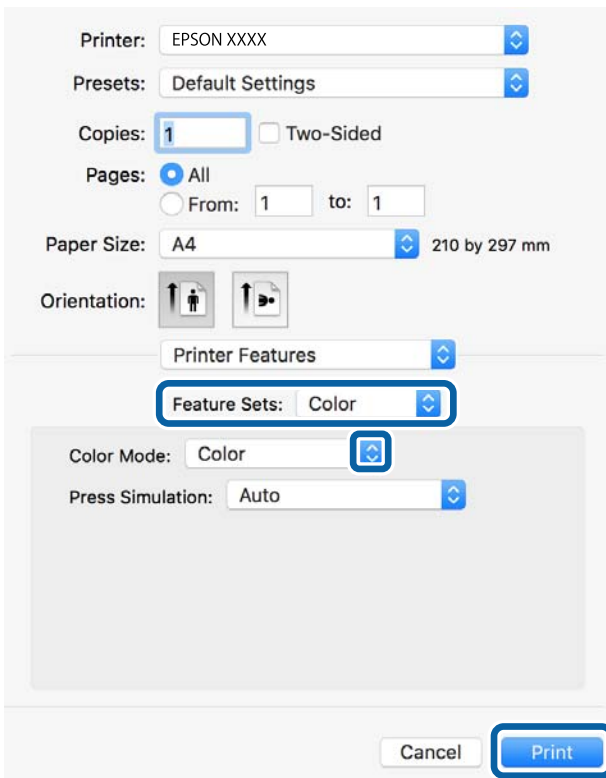 Printer: EPSON XXXX
Presets: Default Settings
Copies: 1 Two-Sided
Pages: All
From: 1 to: 1
Paper Size: A4 210 by 297 mm
Orientation:
Printer Features
Feature Sets: Color
Color Mode: Color
Press Simulation: Auto
Cancel Print